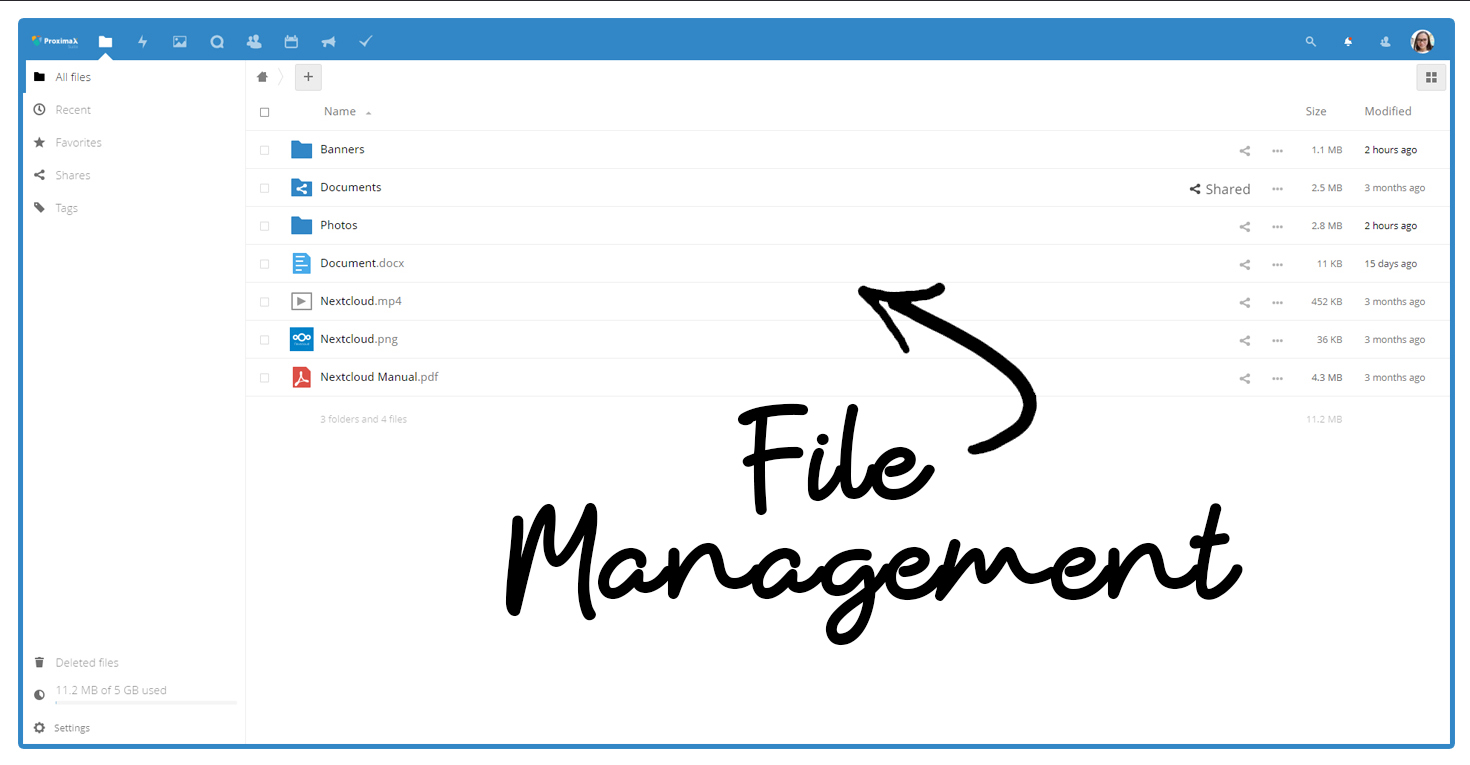 ProximaX
All files
Recent
Favorites
Shares
Tags
Name Size Modified
Banners 1.1 MB 2 hours ago
Documents Shared 2.5 MB 3 months ago
Photos 2.8 MB 2 hours ago
Document.docx 11 KB 15 days ago
Nextcloud.mp4 452 KB 3 months ago
Nextcloud.png 36 KB 3 months ago
Nextcloud Manual.pdf 4.3 MB 3 months ago
3 folders and 4 files 11.2 MB
File
Management
Deleted files
11.2 MB of 5 GB used
Settings